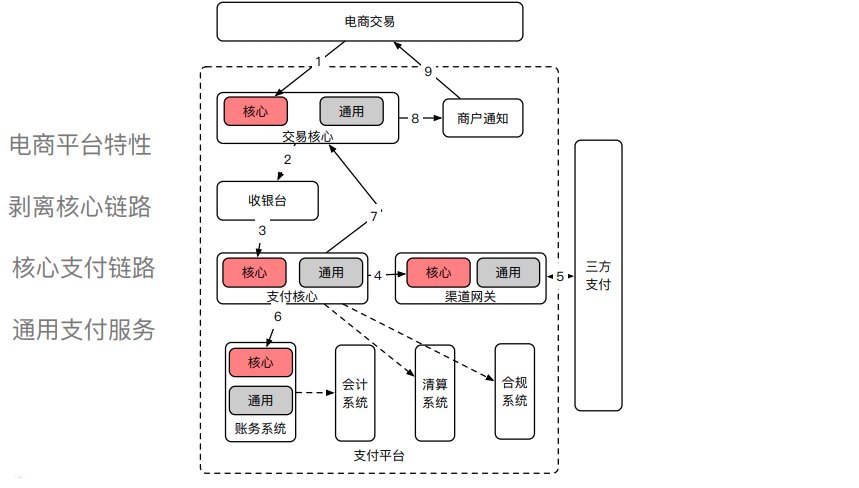 电商交易
1
9
核心
通用
交易核心
8
商户通知
电商平台特性
2
剥离核心链路
收银台
7
3
核心支付链路
核心
通用
支付核心
4
核心
通用
渠道网关
5
三方
支付
通用支付服务
6
核心
通用
账务系统
会计
系统
清算
系统
合规
系统
支付平台